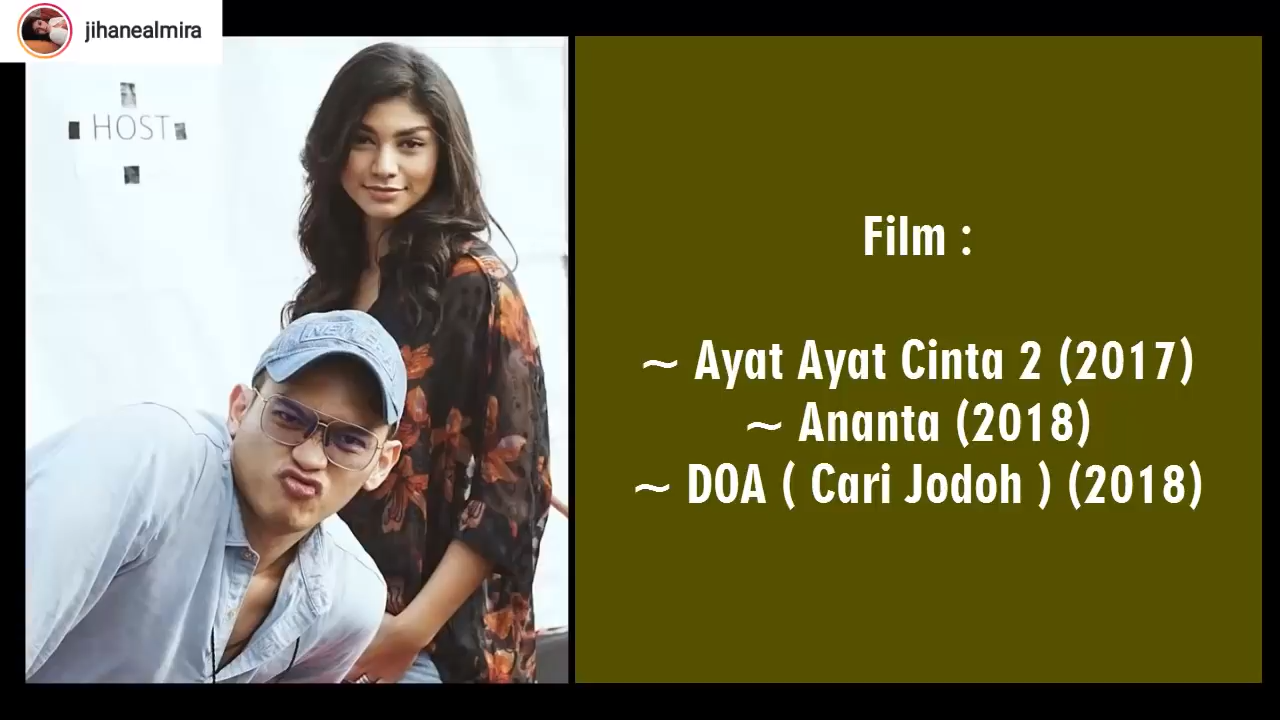 jihanealmira
HOST
NEW ERA
Film :
~ Ayat Ayat Cinta 2 (2017)
~ Ananta (2018)
~ DOA ( Cari Jodoh ) (2018)